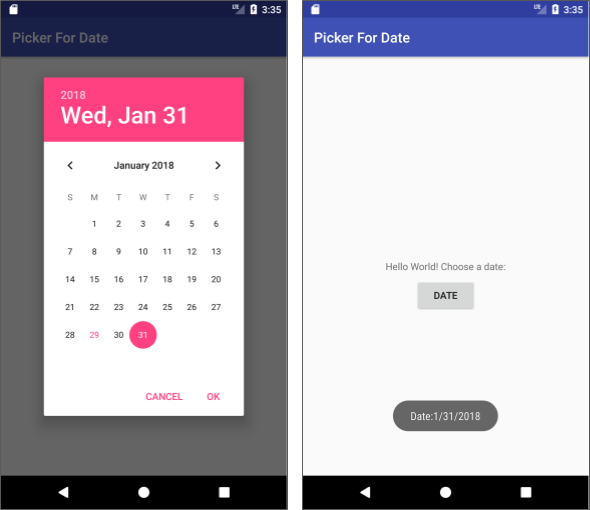 LTE 3:35
Picker For Date
2018
Wed, Jan 31
January 2018
S M T W T F S
1 2 3 4 5 6
7 8 9 10 11 12 13
14 15 16 17 18 19 20
21 22 23 24 25 26 27
28 29 30 31
CANCEL OK
LTE 3:35
Picker For Date
Hello World! Choose a date:
DATE
Date:1/31/2018